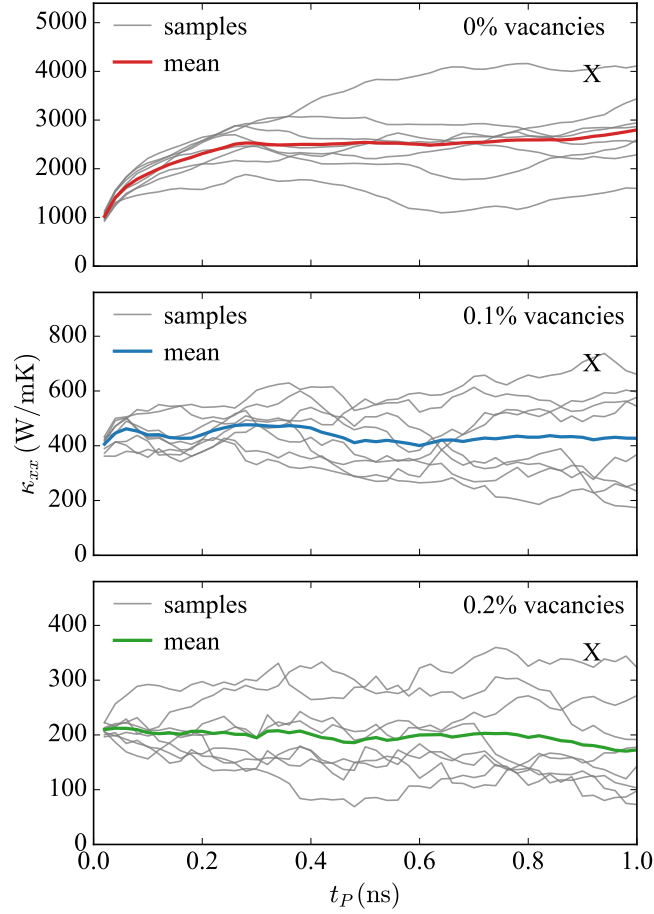 samples 0% vacancies
mean X
5000
4000
3000
2000
1000
0
samples 0.1% vacancies
mean X
800
600
400
200
0
κxx (W/mK)
samples 0.2% vacancies
mean X
400
300
200
100
0
0.0 0.2 0.4 0.6 0.8 1.0
tP (ns)